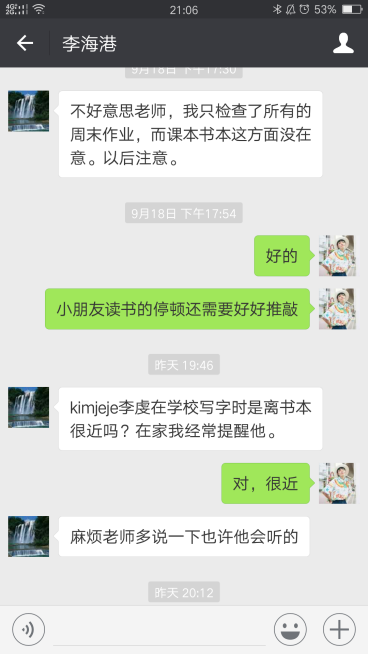 21:06
53%
李海港
9月18日 下午17:30
不好意思老师，我只检查了所有的
周末作业，而课本书本这方面没在
意。以后注意。
9月18日 下午17:54
好的
小朋友读书的停顿还需要好好推敲
昨天 19:46
kimjeje李虔在学校写字时是离书本
很近吗？在家我经常提醒他。
对，很近
麻烦老师多说一下也许他会听的
昨天 20:12